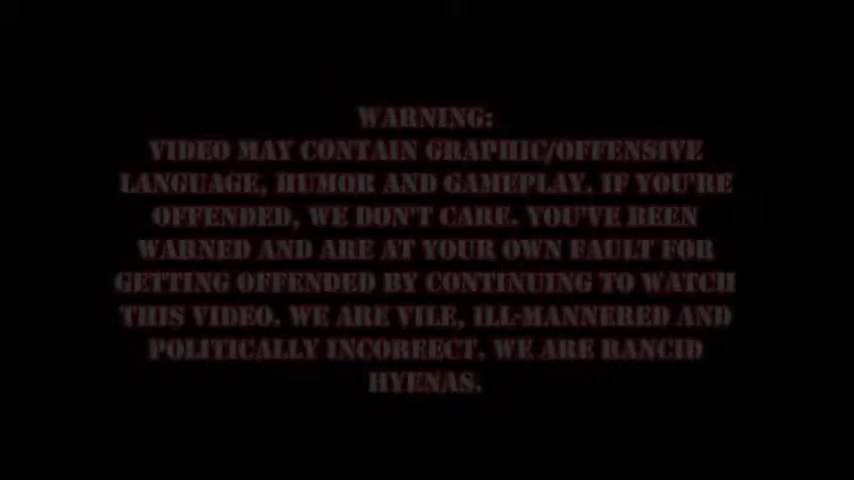 WARNING:
VIDEO MAY CONTAIN GRAPHIC/OFFENSIVE
LANGUAGE, HUMOR AND GAMEPLAY. IF YOU'RE
OFFENDED, WE DON'T CARE. YOU'VE BEEN
WARNED AND ARE AT YOUR OWN FAULT FOR
GETTING OFFENDED BY CONTINUING TO WATCH
THIS VIDEO. WE ARE VILE, ILL-MANNERED AND
POLITICALLY INCOREECT. WE ARE RANCID
HYENAS.